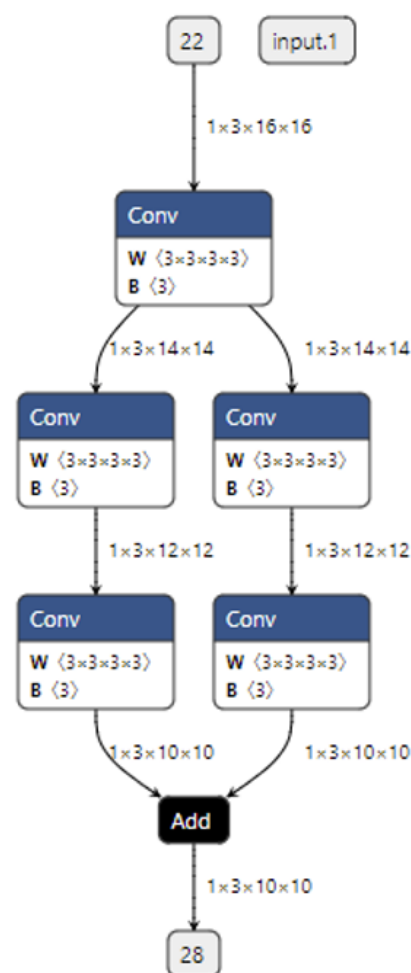 22 input.1
1×3×16×16
Conv
W ⟨3×3×3×3⟩
B ⟨3⟩
1×3×14×14 1×3×14×14
Conv Conv
W ⟨3×3×3×3⟩ W ⟨3×3×3×3⟩
B ⟨3⟩ B ⟨3⟩
1×3×12×12 1×3×12×12
Conv Conv
W ⟨3×3×3×3⟩ W ⟨3×3×3×3⟩
B ⟨3⟩ B ⟨3⟩
1×3×10×10 1×3×10×10
Add
1×3×10×10
28